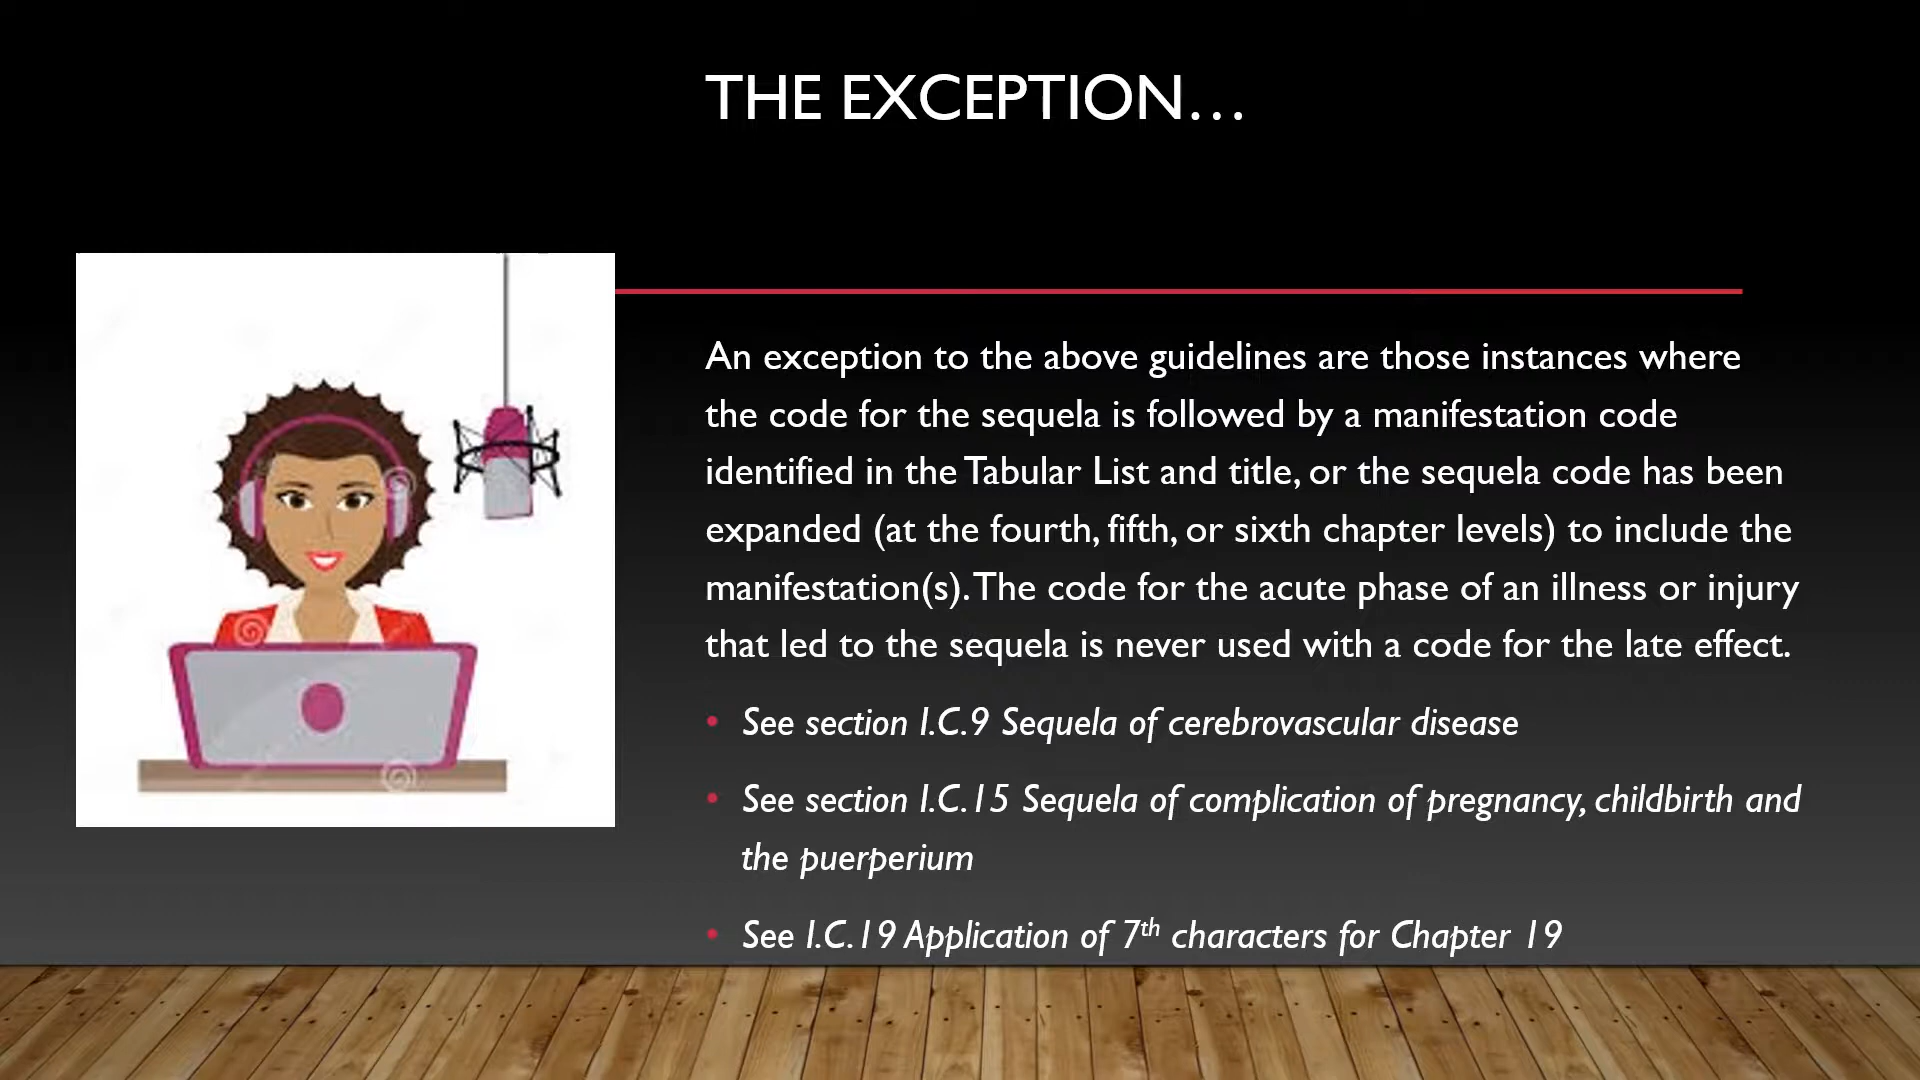 THE EXCEPTION...
An exception to the above guidelines are those instances where
the code for the sequela is followed by a manifestation code
identified in the Tabular List and title, or the sequela code has been
expanded (at the fourth, fifth, or sixth chapter levels) to include the
manifestation(s). The code for the acute phase of an illness or injury
that led to the sequela is never used with a code for the late effect.
• See section I.C.9 Sequela of cerebrovascular disease
• See section I.C.15 Sequela of complication of pregnancy, childbirth and
the puerperium
• See I.C.19 Application of 7th characters for Chapter 19